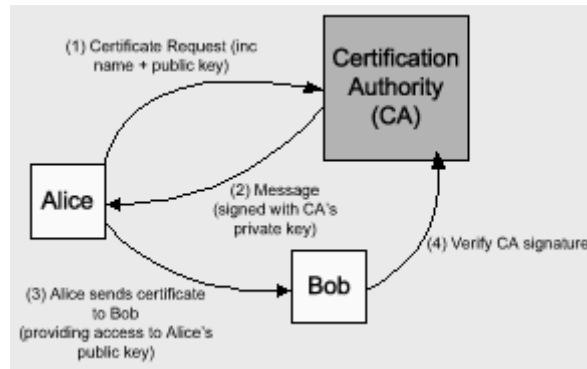 (1) Certificate Request (inc
name + public key)
Certification
Authority
(CA)
Alice
(2) Message
(signed with CA's
private key)
(4) Verify CA signature
Bob
(3) Alice sends certificate
to Bob
(providing access to Alice's
public key)